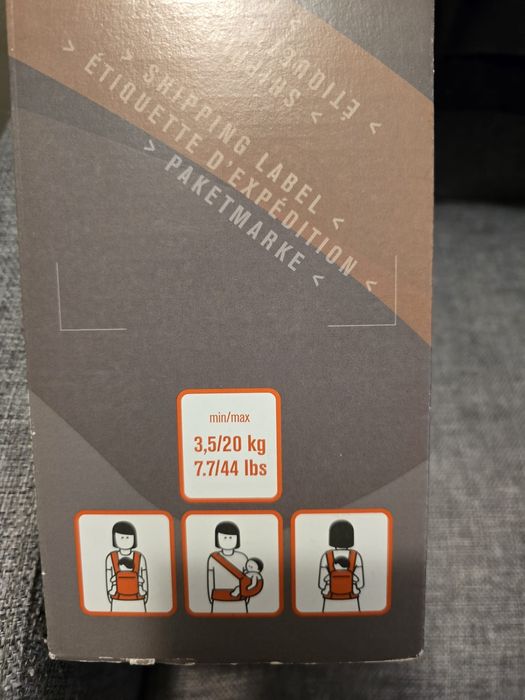 > SHIPPING LABEL <
> ÉTIQUETTE D'EXPÉDITION <
> PAKETMARKE <
min/max
3,5/20 kg
7.7/44 lbs